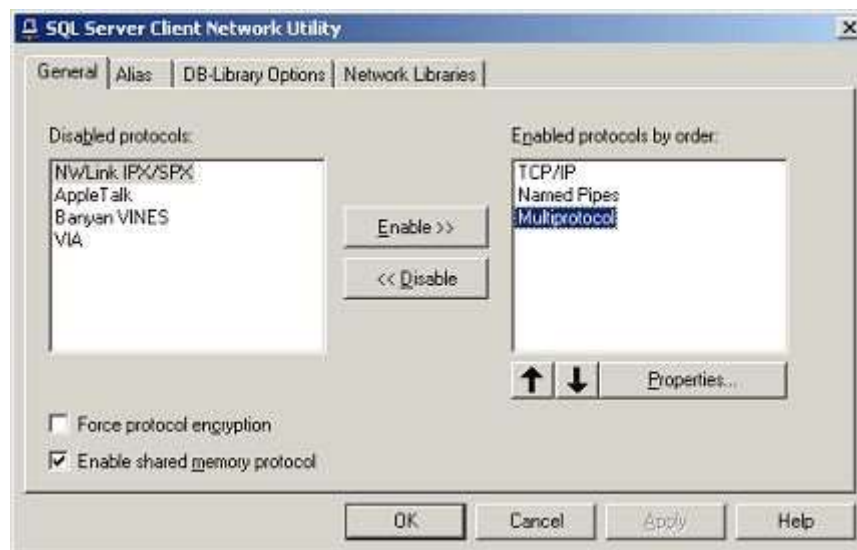 SQL Server Client Network Utility
General
Alias
DB-Library Options
Network Libraries
Disabled protocols:
NWLink IPX/SPX
AppleTalk
Banyan VINES
VIA
Enable >>
<< Disable
Enabled protocols by order:
TCP/IP
Named Pipes
Multiprotocol
Properties...
Force protocol encryption
Enable shared memory protocol
OK
Cancel
Apply
Help